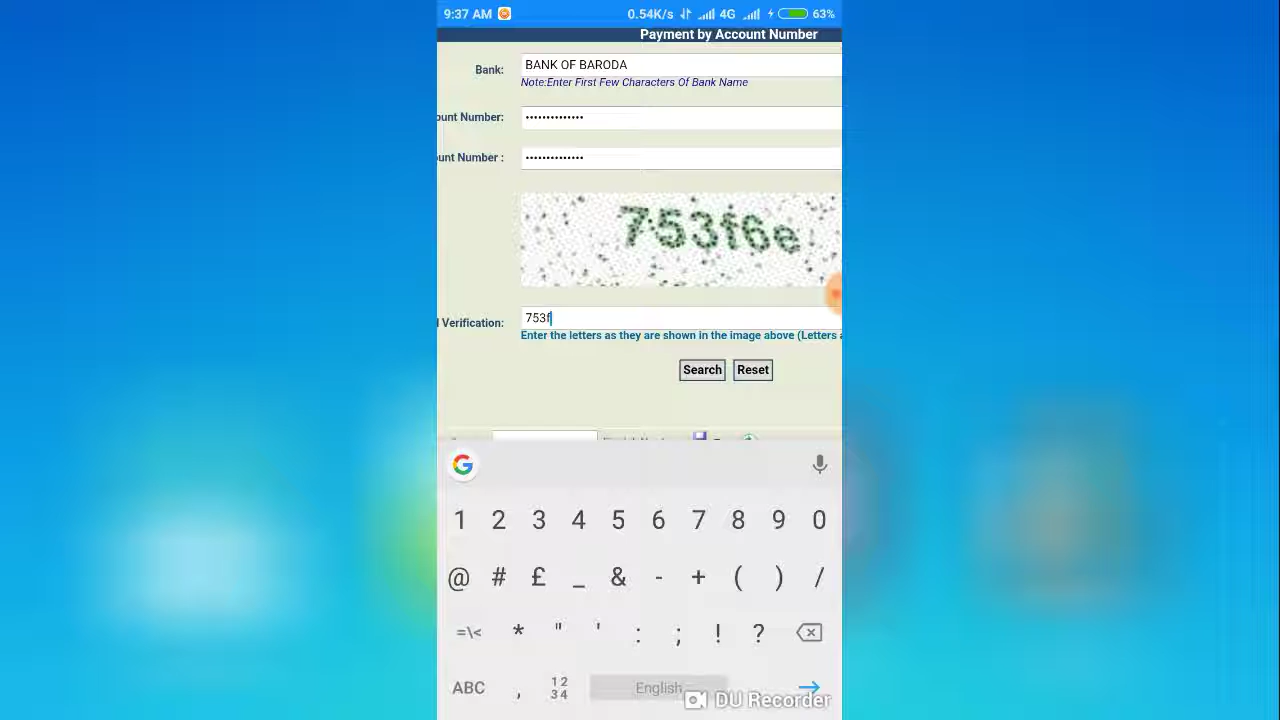 9:37 AM 0.54K/s 4G 63%
Payment by Account Number
Bank: BANK OF BARODA
Note:Enter First Few Characters Of Bank Name
ount Number: ••••••••••••••
unt Number : ••••••••••••••
753f6e
l Verification: 753f
Enter the letters as they are shown in the image above (Letters a
Search Reset
1 2 3 4 5 6 7 8 9 0
@ # £ _ & - + ( ) /
=\< * " ' : ; ! ?
ABC , 12 34 English
DU Recorder